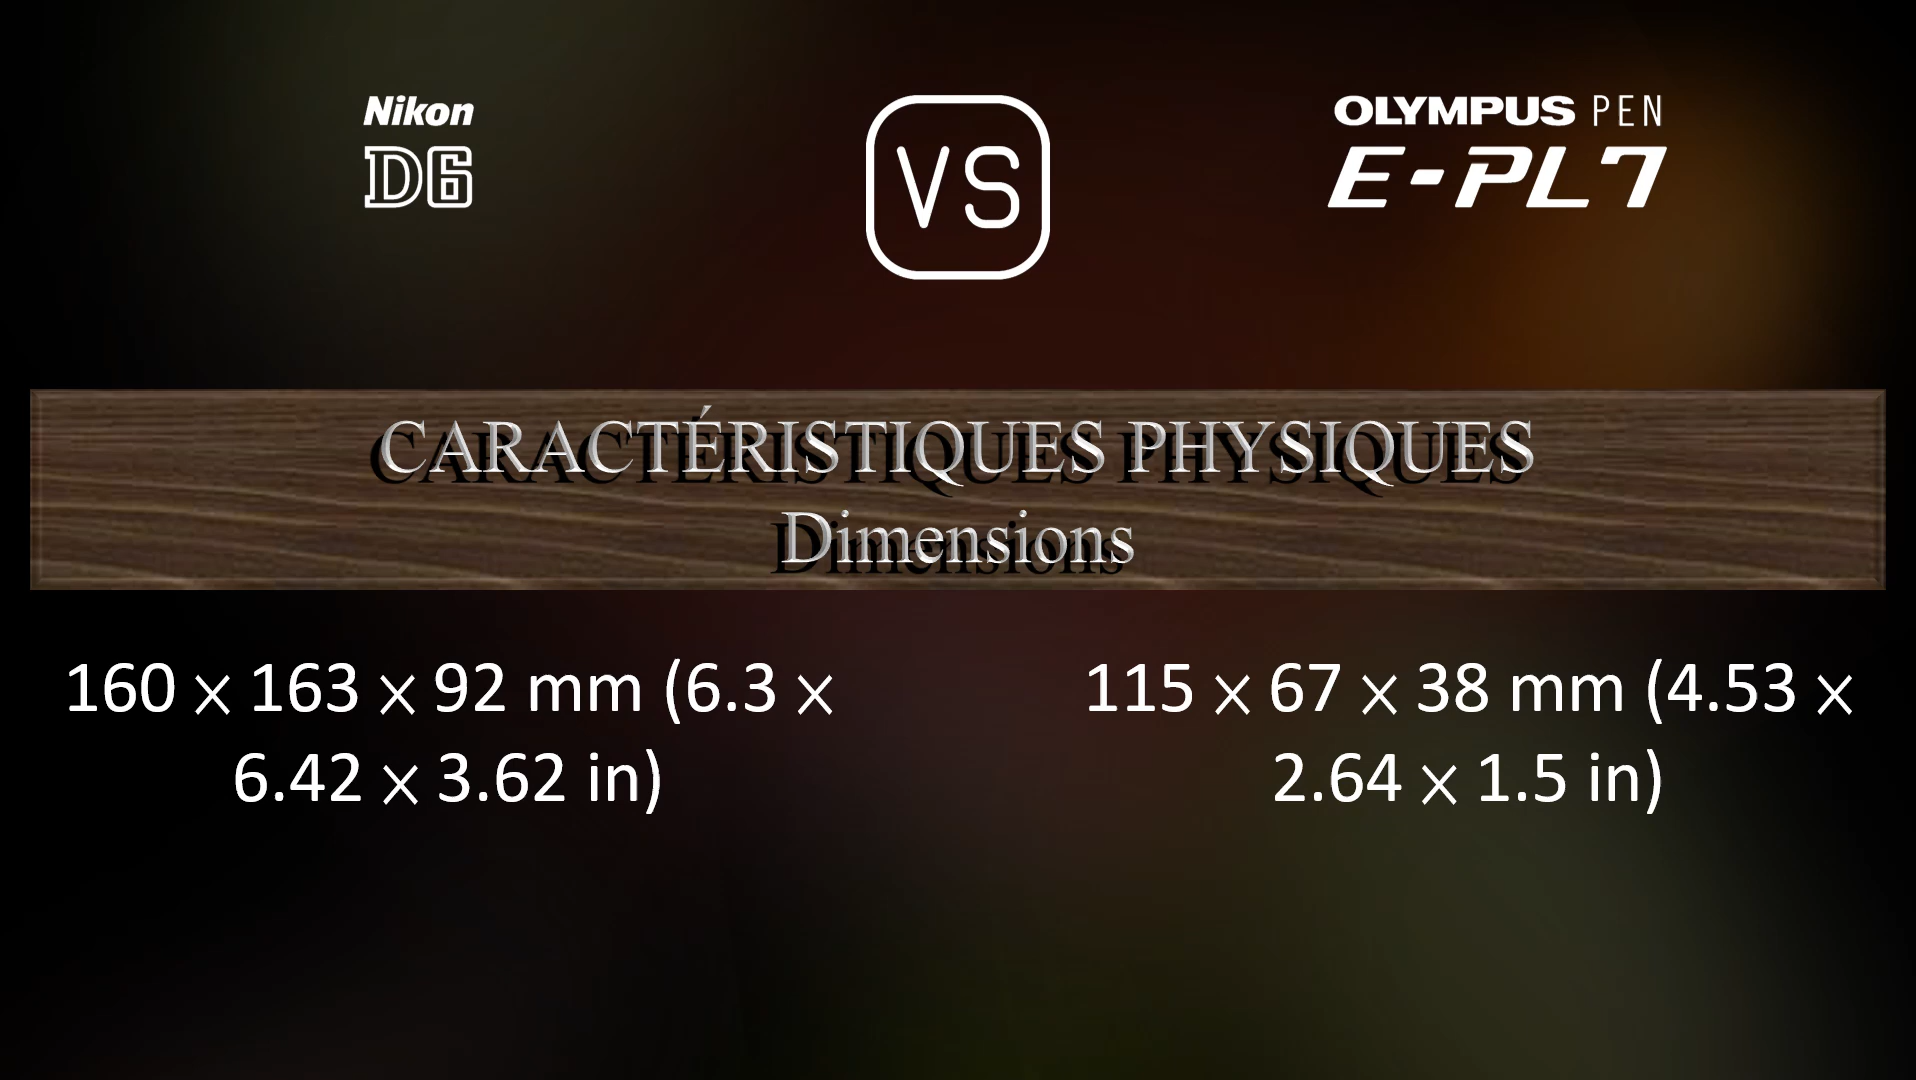 Nikon
D6
VS
OLYMPUS PEN
E-PL7
CARACTÉRISTIQUES PHYSIQUES
Dimensions
160 x 163 x 92 mm (6.3 x
6.42 x 3.62 in)
115 x 67 x 38 mm (4.53 x
2.64 x 1.5 in)